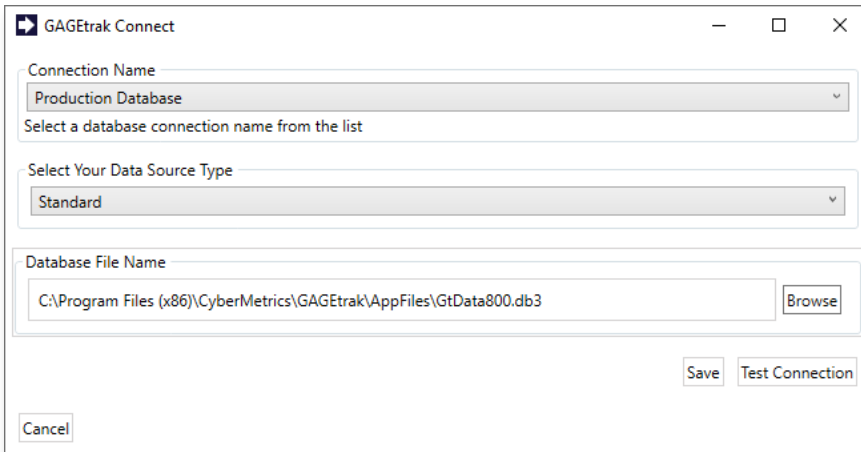 GAGEtrak Connect
Connection Name
Production Database
Select a database connection name from the list
Select Your Data Source Type
Standard
Database File Name
C:\Program Files (x86)\CyberMetrics\GAGEtrak\AppFiles\GtData800.db3
Browse
Save Test Connection
Cancel